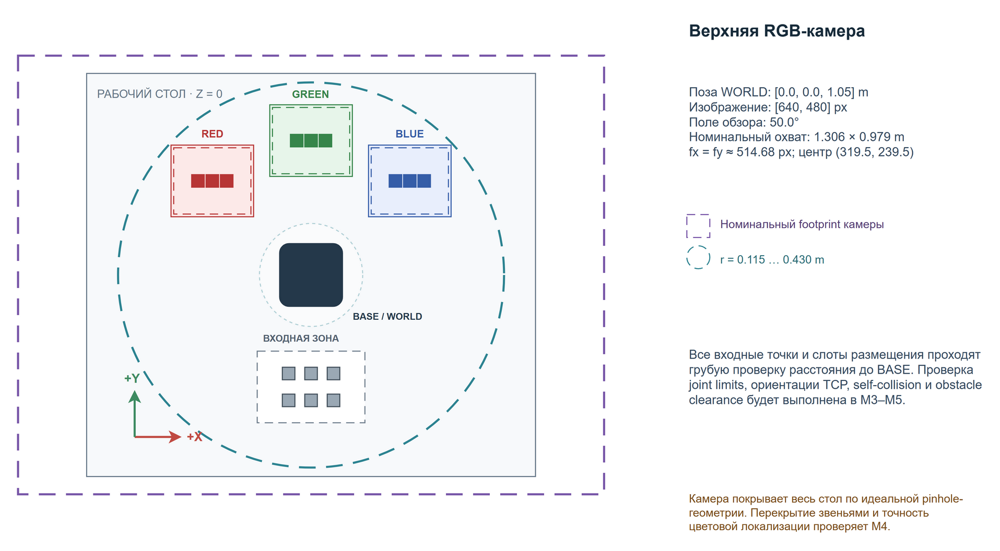 Верхняя RGB-камера
РАБОЧИЙ СТОЛ · Z = 0
GREEN
RED
BLUE
BASE / WORLD
ВХОДНАЯ ЗОНА
+Y
+X
Поза WORLD: [0.0, 0.0, 1.05] m
Изображение: [640, 480] px
Поле обзора: 50.0°
Номинальный охват: 1.306 × 0.979 m
fx = fy ≈ 514.68 px; центр (319.5, 239.5)
Номинальный footprint камеры
r = 0.115 … 0.430 m
Все входные точки и слоты размещения проходят
грубую проверку расстояния до BASE. Проверка
joint limits, ориентации TCP, self-collision и obstacle
clearance будет выполнена в M3–M5.
Камера покрывает весь стол по идеальной pinhole-
геометрии. Перекрытие звеньями и точность
цветовой локализации проверяет M4.